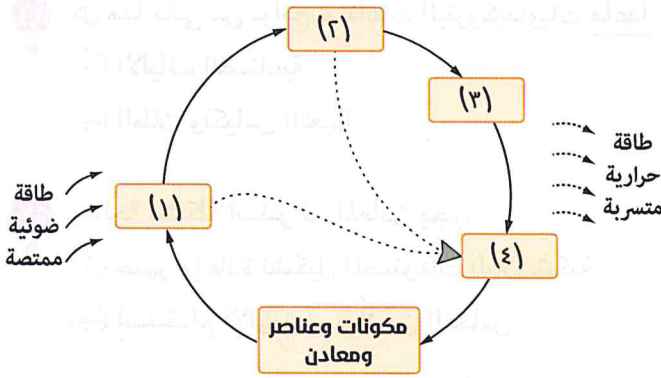 (٢)
(٣)
طاقة
حرارية
متسربة
طاقة
ضوئية
ممتصة
(١)
(٤)
مكونات وعناصر
ومعادن